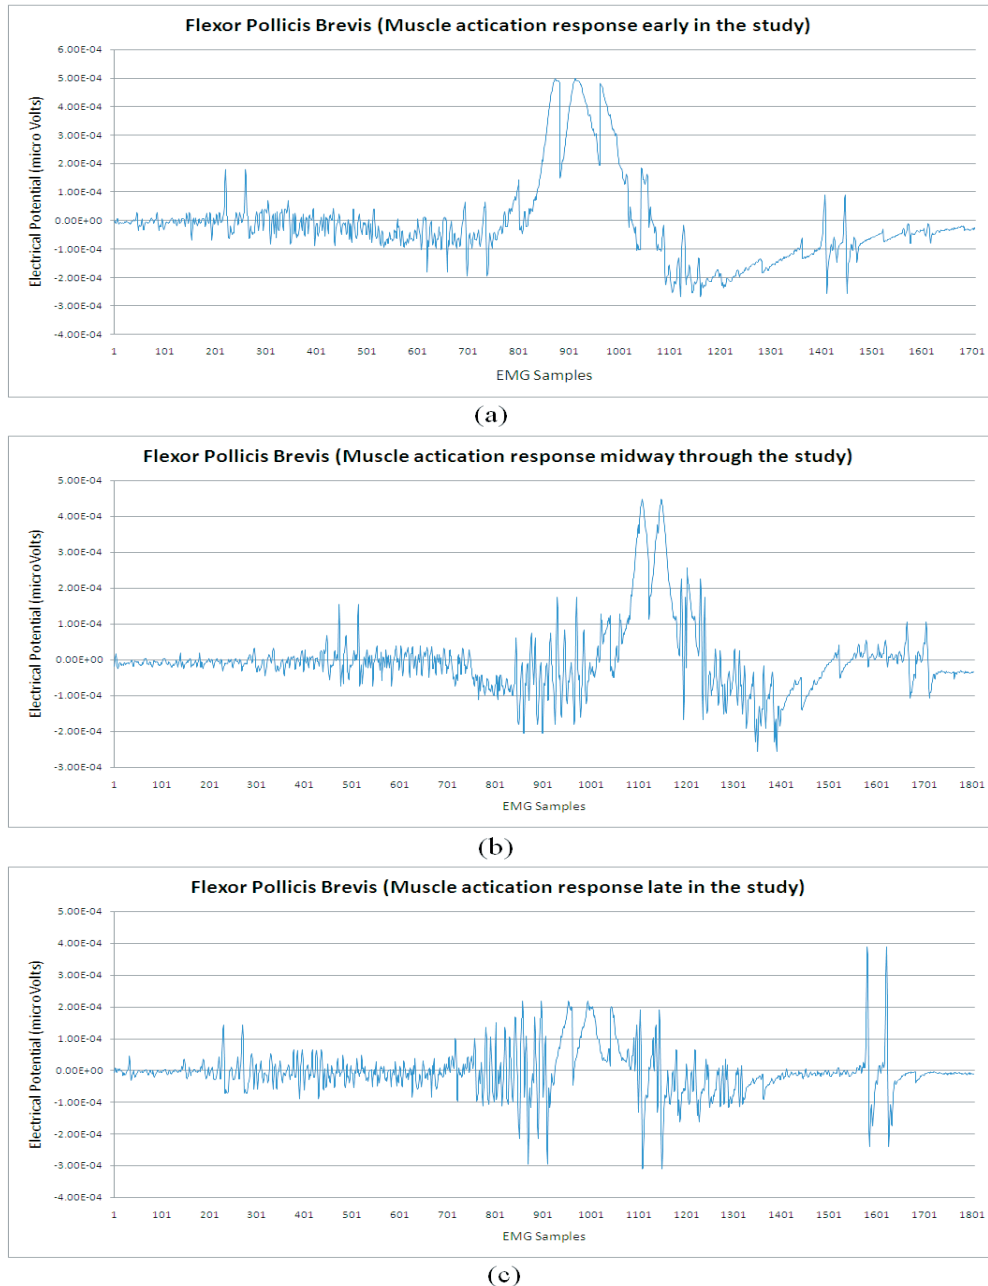 Flexor Pollicis Brevis (Muscle actication response early in the study)
Electrical Potential (micro Volts)
6.00E-04
5.00E-04
4.00E-04
3.00E-04
2.00E-04
1.00E-04
0.00E+00
-1.00E-04
-2.00E-04
-3.00E-04
-4.00E-04
1 101 201 301 401 501 601 701 801 901 1001 1101 1201 1301 1401 1501 1601 1701
EMG Samples
(a)
Flexor Pollicis Brevis (Muscle actication response midway through the study)
Electrical Potential (microVolts)
5.00E-04
4.00E-04
3.00E-04
2.00E-04
1.00E-04
0.00E+00
-1.00E-04
-2.00E-04
-3.00E-04
1 101 201 301 401 501 601 701 801 901 1001 1101 1201 1301 1401 1501 1601 1701 1801
EMG Samples
(b)
Flexor Pollicis Brevis (Muscle actication response late in the study)
Electrical Potential (microVolts)
5.00E-04
4.00E-04
3.00E-04
2.00E-04
1.00E-04
0.00E+00
-1.00E-04
-2.00E-04
-3.00E-04
-4.00E-04
1 101 201 301 401 501 601 701 801 901 1001 1101 1201 1301 1401 1501 1601 1701 1801
EMG Samples
(c)